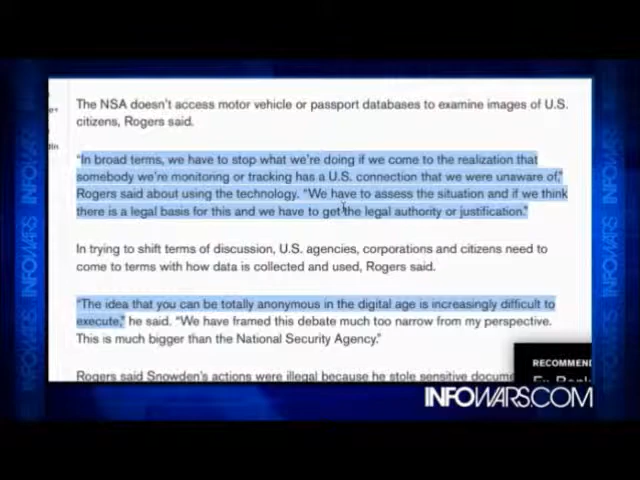 The NSA doesn't access motor vehicle or passport databases to examine images of U.S.
citizens, Rogers said.
"In broad terms, we have to stop what we're doing if we come to the realization that
somebody we're monitoring or tracking has a U.S. connection that we were unaware of,"
Rogers said about using the technology. "We have to assess the situation and if we think
there is a legal basis for this and we have to get the legal authority or justification."
In trying to shift terms of discussion, U.S. agencies, corporations and citizens need to
come to terms with how data is collected and used, Rogers said.
"The idea that you can be totally anonymous in the digital age is increasingly difficult to
execute," he said. "We have framed this debate much too narrow from my perspective.
This is much bigger than the National Security Agency."
RECOMMEND
Rogers said Snowden's actions were illegal because he stole sensitive
INFOWARS.COM
INFOWARS
INFOWARS